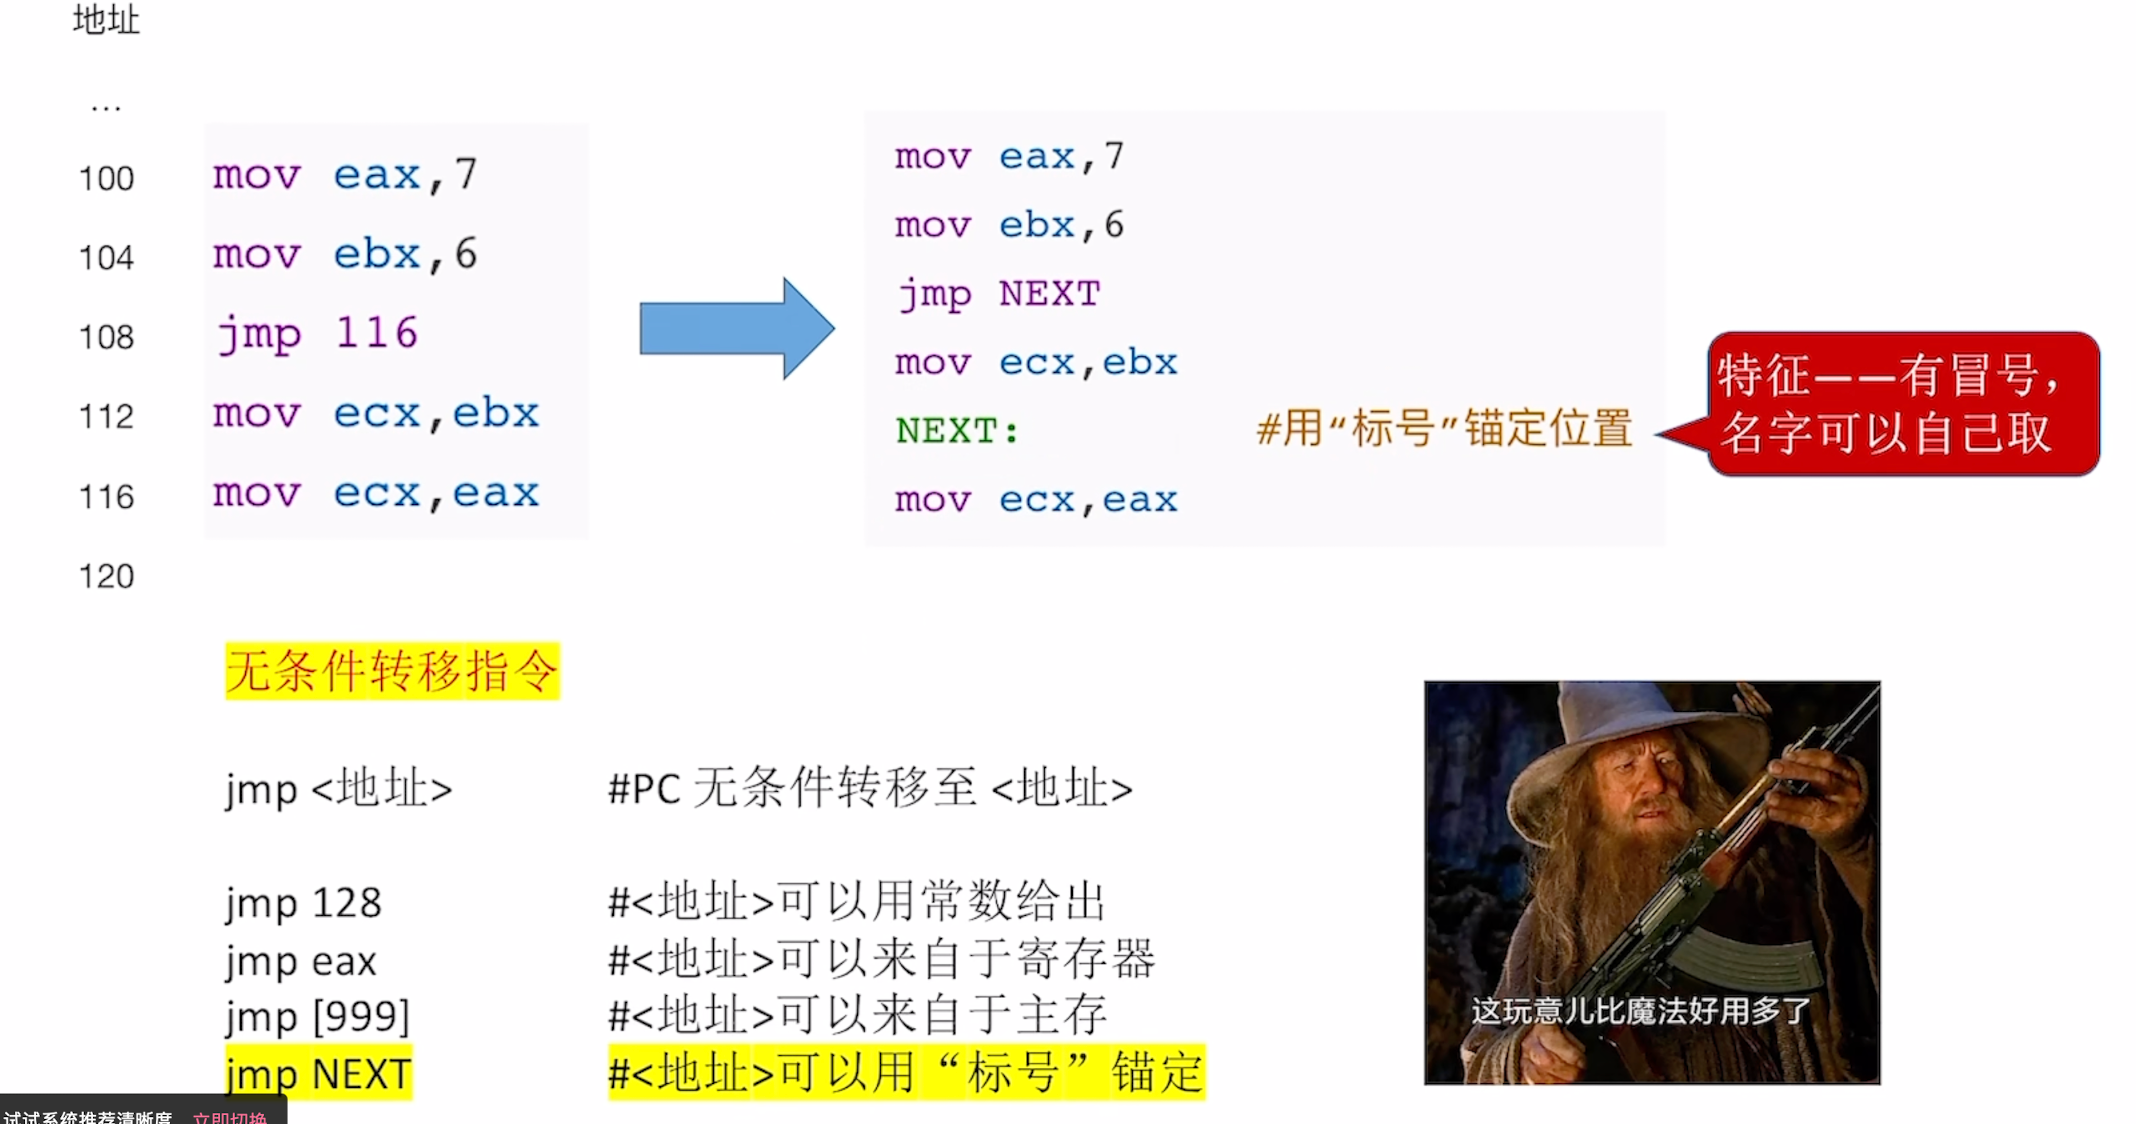 地址
...
100 mov eax,7
104 mov ebx,6
108 jmp 116
112 mov ecx,ebx
116 mov ecx,eax
120
mov eax,7
mov ebx,6
jmp NEXT
mov ecx,ebx
NEXT: #用“标号”锚定位置
mov ecx,eax
特征——有冒号，
名字可以自己取
无条件转移指令
jmp <地址> #PC 无条件转移至 <地址>
jmp 128 #<地址>可以用常数给出
jmp eax #<地址>可以来自于寄存器
jmp [999] #<地址>可以来自于主存
jmp NEXT #<地址>可以用“标号”锚定
这玩意儿比魔法好用多了
试试系统推荐清晰度 立即切换